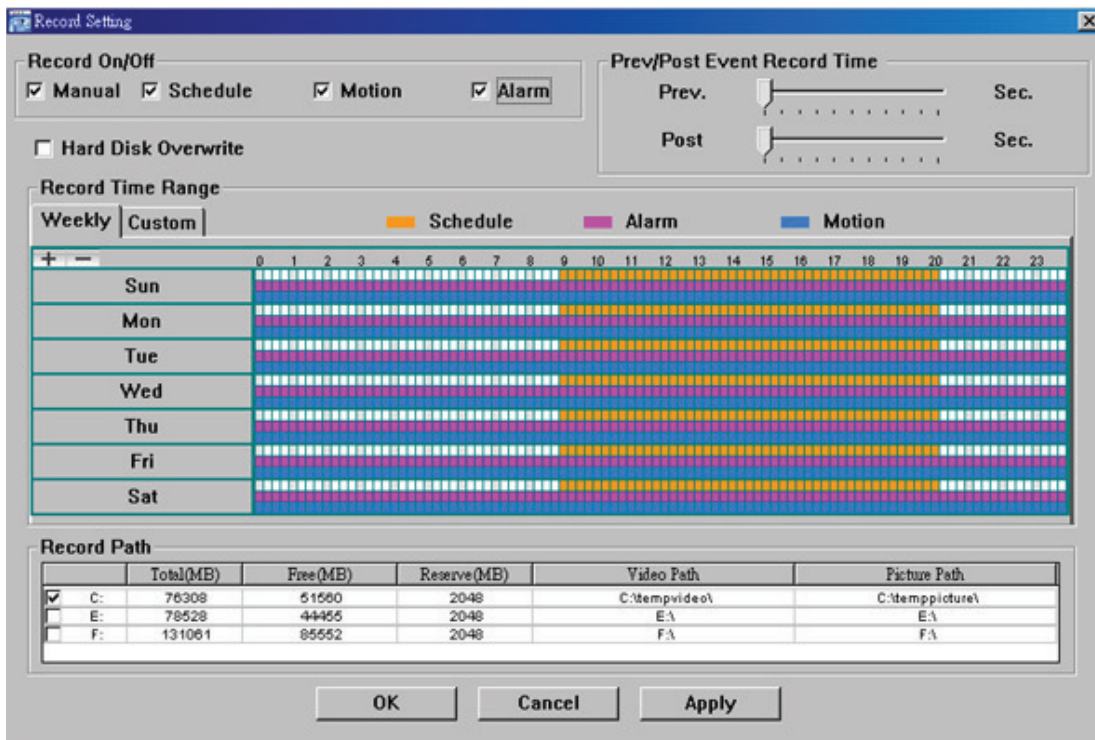 Record Setting
Record On/Off
Manual Schedule Motion Alarm
Prev/Post Event Record Time
Prev. Sec.
Post Sec.
Hard Disk Overwrite
Record Time Range
Weekly Custom Schedule Alarm Motion
+ − 0 1 2 3 4 5 6 7 8 9 10 11 12 13 14 15 16 17 18 19 20 21 22 23
Sun
Mon
Tue
Wed
Thu
Fri
Sat
Record Path
Total(MB) Free(MB) Reserve(MB) Video Path Picture Path
C: 76308 51560 2048 C:\tempvideo\ C:\temppicture\
E: 78528 44455 2048 E:\ E:\
F: 131061 85552 2048 F:\ F:\
OK Cancel Apply